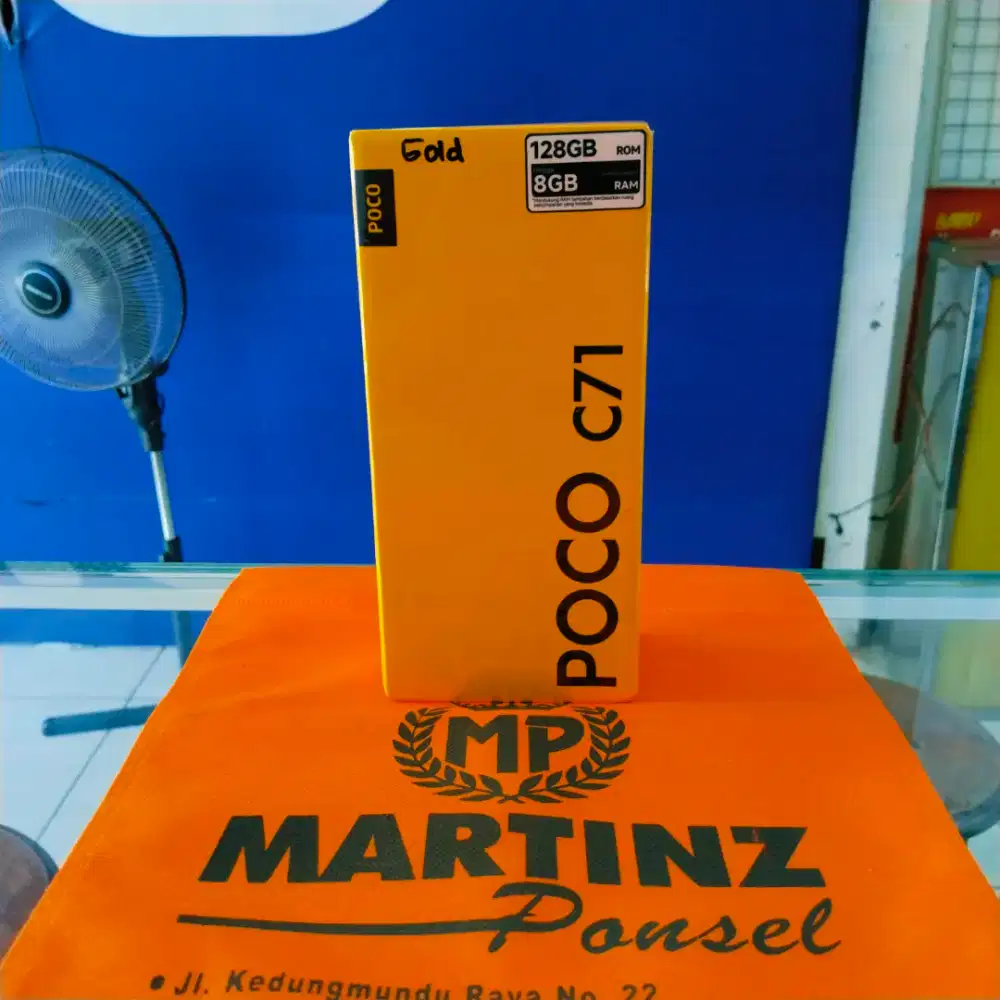 Gold
128GB ROM
8GB RAM
POCO
POCO C71
MP
MARTINZ
Ponsel
• Jl. Kedungmundu Raya No. 22